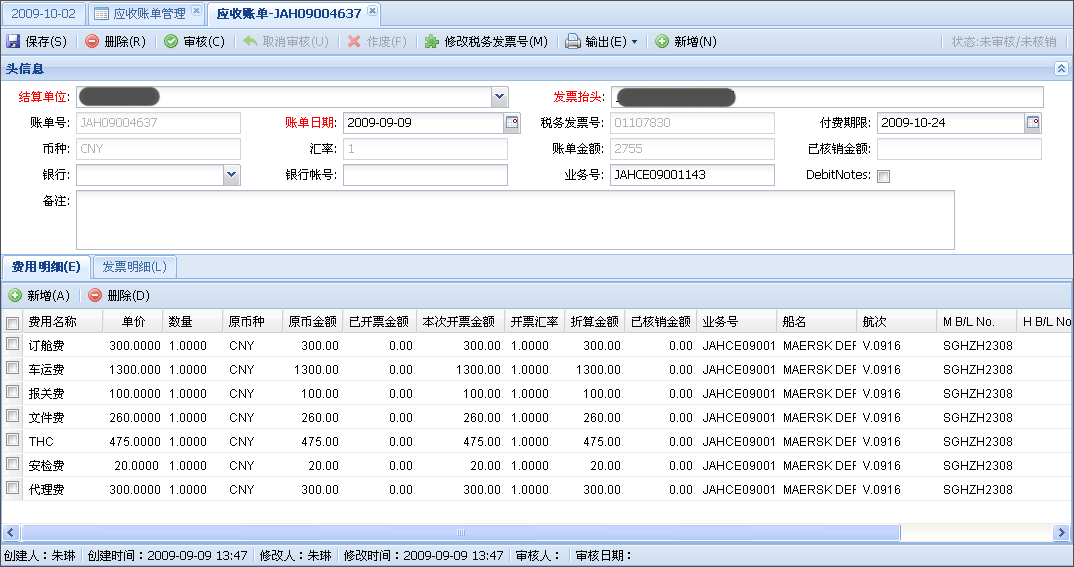 2009-10-02 应收账单管理 应收账单-JAH09004637
保存(S) 删除(R) 审核(C) 取消审核(U) 作废(F) 修改税务发票号(M) 输出(E) 新增(N) 状态:未审核/未核销
头信息
结算单位: 发票抬头:
账单号: JAH09004637 账单日期: 2009-09-09 税务发票号: 01107830 付费期限: 2009-10-24
币种: CNY 汇率: 1 账单金额: 2755 已核销金额:
银行: 银行帐号: 业务号: JAHCE09001143 DebitNotes:
备注:
费用明细(E) 发票明细(L)
新增(A) 删除(D)
费用名称 单价 数量 原币种 原币金额 已开票金额 本次开票金额 开票汇率 折算金额 已核销金额 业务号 船名 航次 M B/L No. H B/L No
订舱费 300.0000 1.0000 CNY 300.00 0.00 300.00 1.0000 300.00 0.00 JAHCE09001 MAERSK DEF V.0916 SGHZH2308
车运费 1300.0000 1.0000 CNY 1300.00 0.00 1300.00 1.0000 1300.00 0.00 JAHCE09001 MAERSK DEF V.0916 SGHZH2308
报关费 100.0000 1.0000 CNY 100.00 0.00 100.00 1.0000 100.00 0.00 JAHCE09001 MAERSK DEF V.0916 SGHZH2308
文件费 260.0000 1.0000 CNY 260.00 0.00 260.00 1.0000 260.00 0.00 JAHCE09001 MAERSK DEF V.0916 SGHZH2308
THC 475.0000 1.0000 CNY 475.00 0.00 475.00 1.0000 475.00 0.00 JAHCE09001 MAERSK DEF V.0916 SGHZH2308
安检费 20.0000 1.0000 CNY 20.00 0.00 20.00 1.0000 20.00 0.00 JAHCE09001 MAERSK DEF V.0916 SGHZH2308
代理费 300.0000 1.0000 CNY 300.00 0.00 300.00 1.0000 300.00 0.00 JAHCE09001 MAERSK DEF V.0916 SGHZH2308
创建人：朱琳 创建时间：2009-09-09 13:47 修改人：朱琳 修改时间：2009-09-09 13:47 审核人： 审核日期：